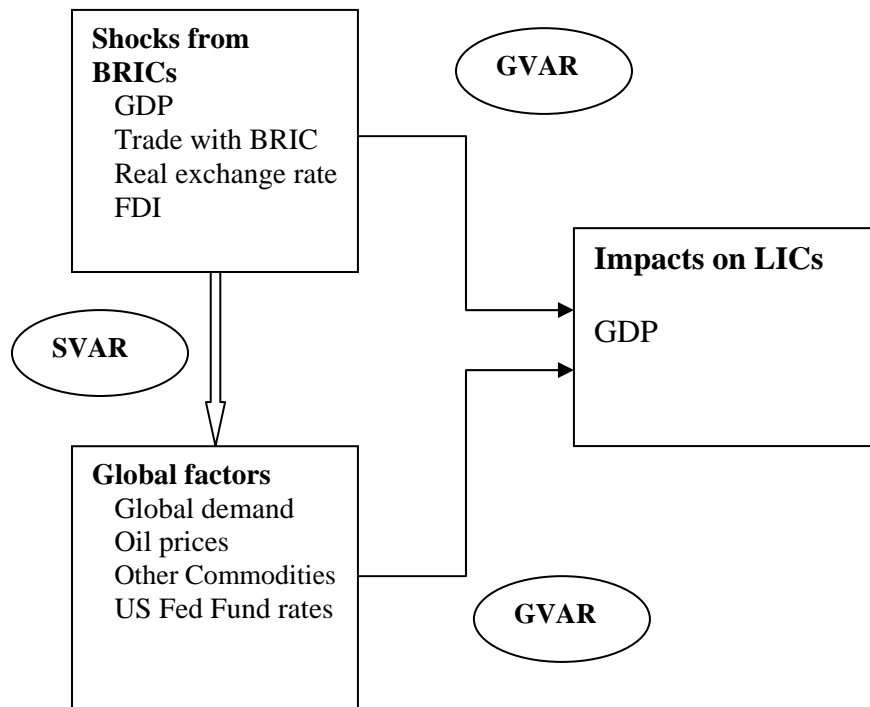 Shocks from
BRICs
GDP
Trade with BRIC
Real exchange rate
FDI
GVAR
Impacts on LICs
GDP
SVAR
Global factors
Global demand
Oil prices
Other Commodities
US Fed Fund rates
GVAR